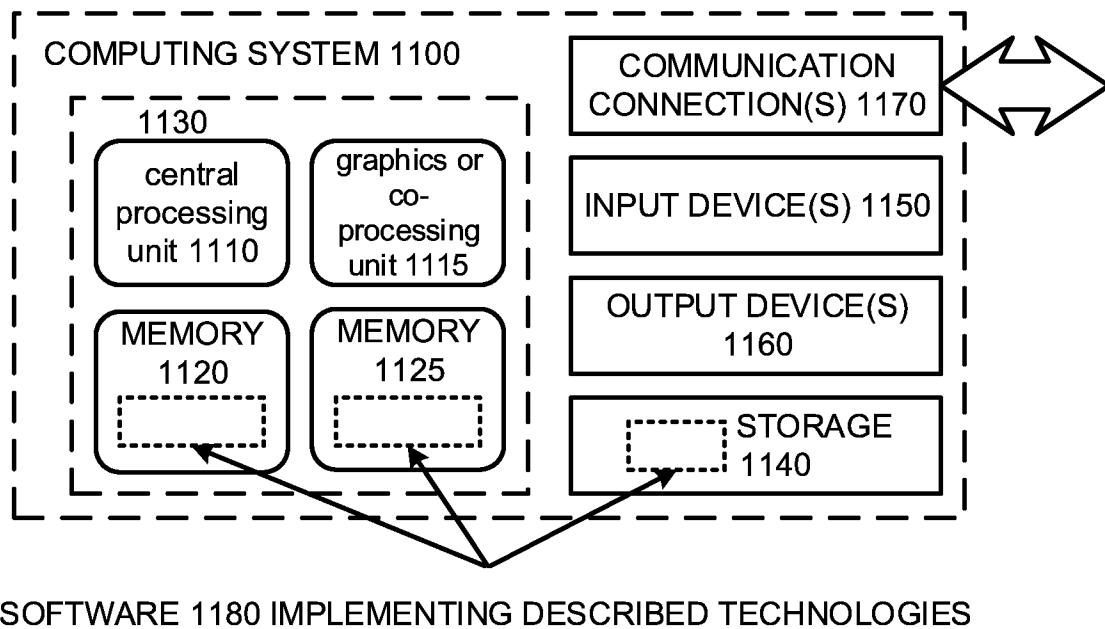 COMPUTING SYSTEM 1100
1130
central
processing
unit 1110
graphics or
co-
processing
unit 1115
MEMORY
1120
MEMORY
1125
COMMUNICATION
CONNECTION(S) 1170
INPUT DEVICE(S) 1150
OUTPUT DEVICE(S)
1160
STORAGE
1140
SOFTWARE 1180 IMPLEMENTING DESCRIBED TECHNOLOGIES